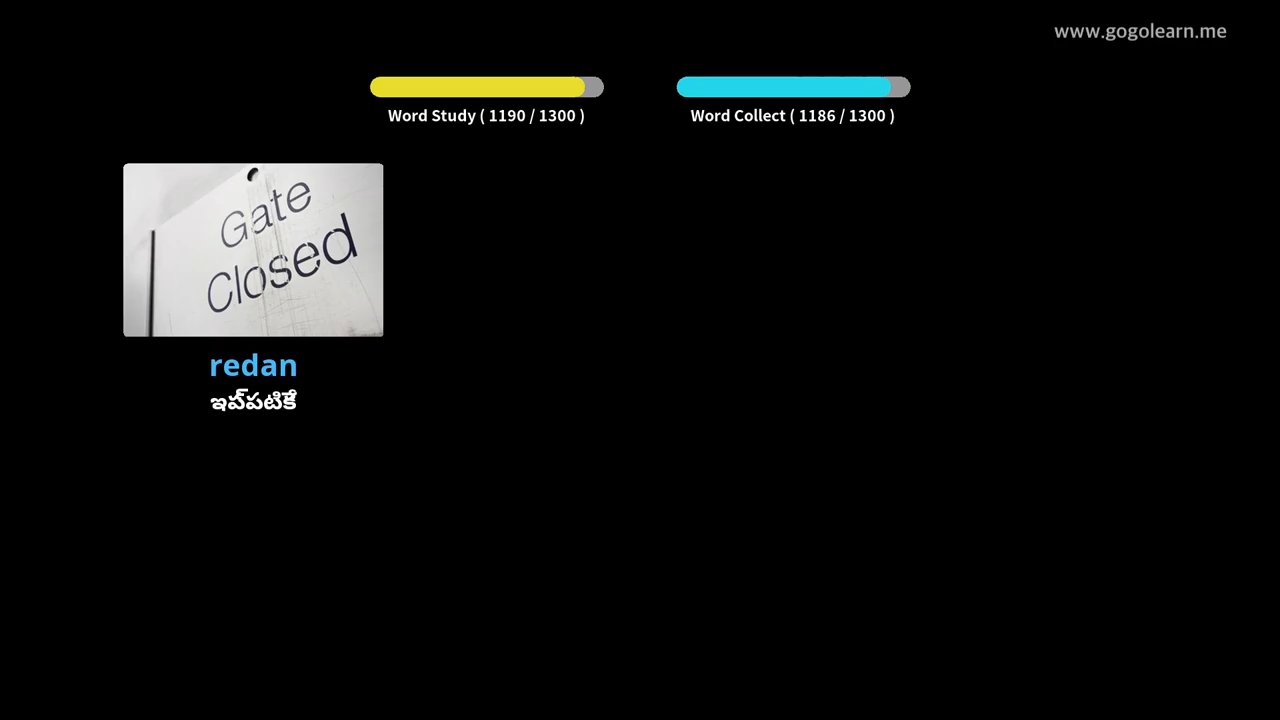 www.gogolearn.me
Word Study ( 1190 / 1300 )
Word Collect ( 1186 / 1300 )
Gate
Closed
redan
ఇప్పటికే